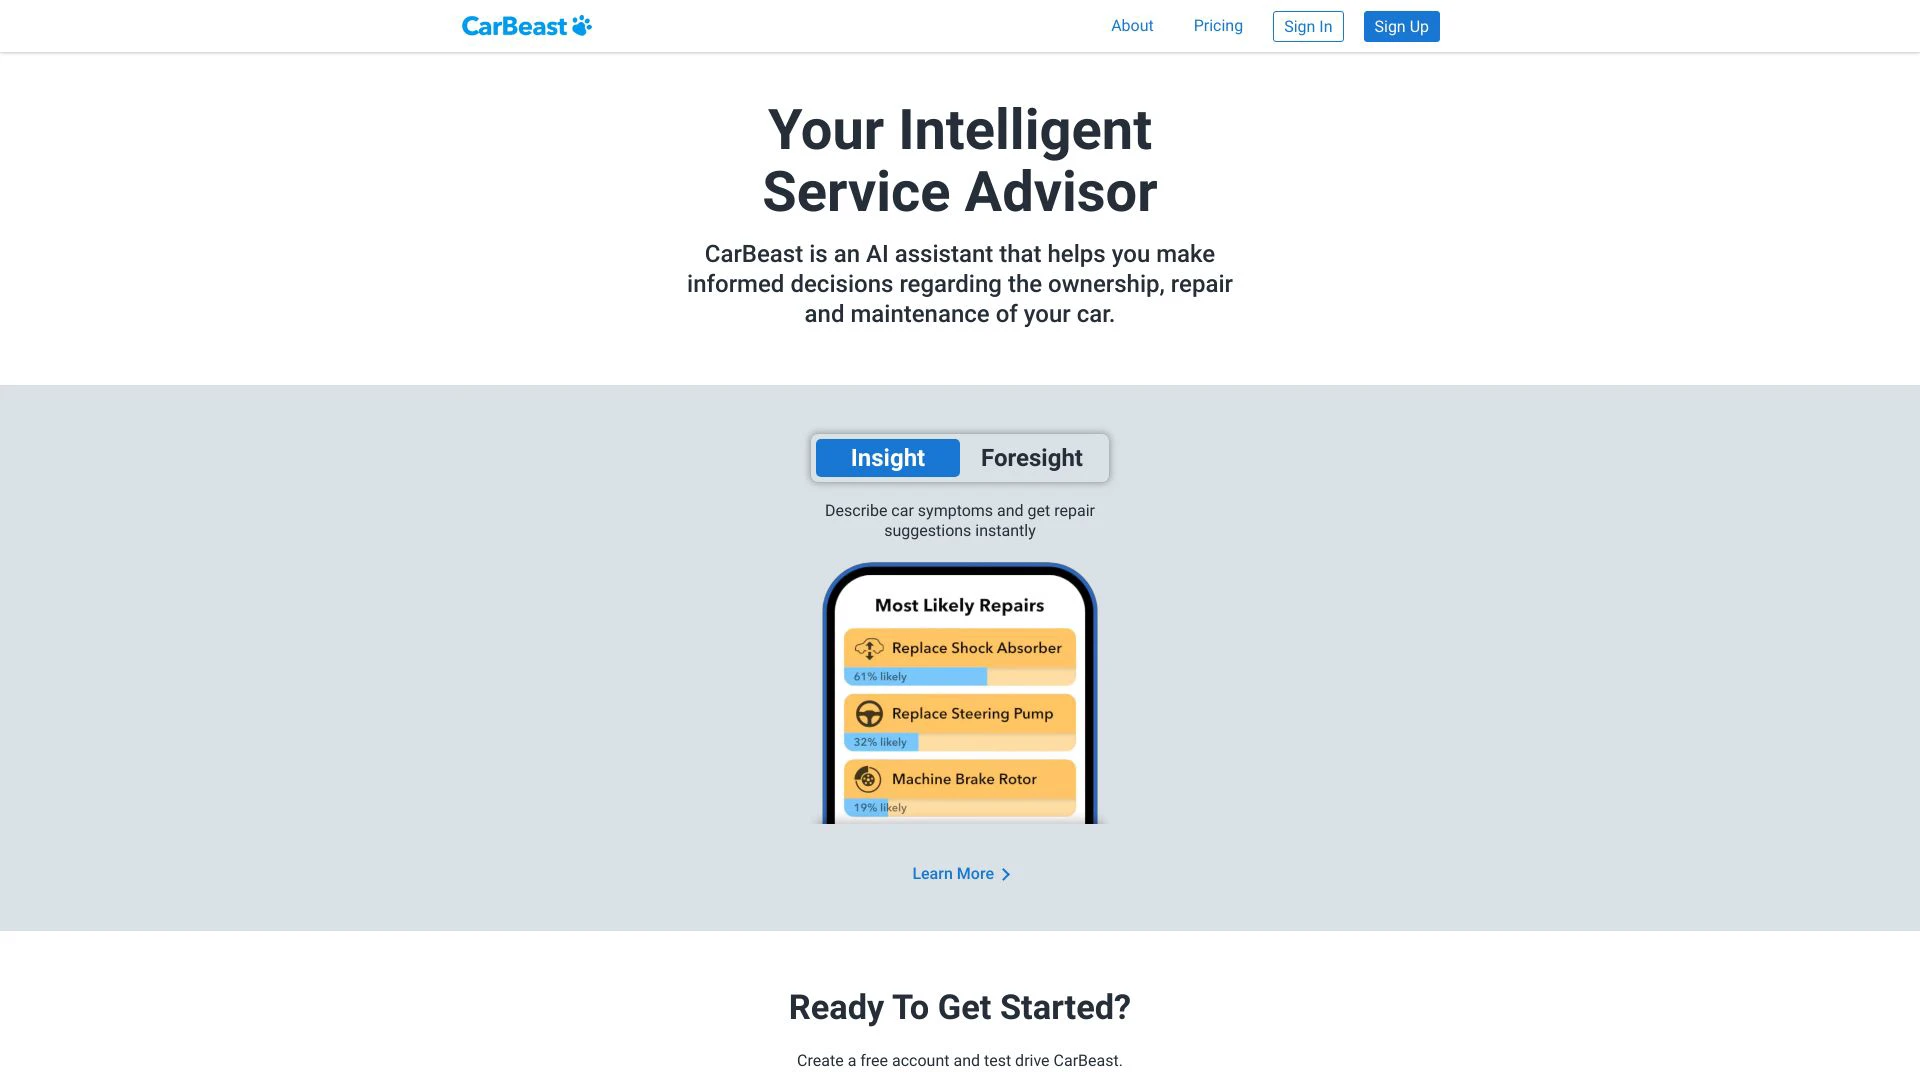 CarBeast
About
Pricing
Sign In
Sign Up
Your Intelligent
Service Advisor
CarBeast is an AI assistant that helps you make
informed decisions regarding the ownership, repair
and maintenance of your car.
Insight
Foresight
Describe car symptoms and get repair
suggestions instantly
Most Likely Repairs
Replace Shock Absorber
61% likely
Replace Steering Pump
32% likely
Machine Brake Rotor
19% likely
Learn More
Ready To Get Started?
Create a free account and test drive CarBeast.